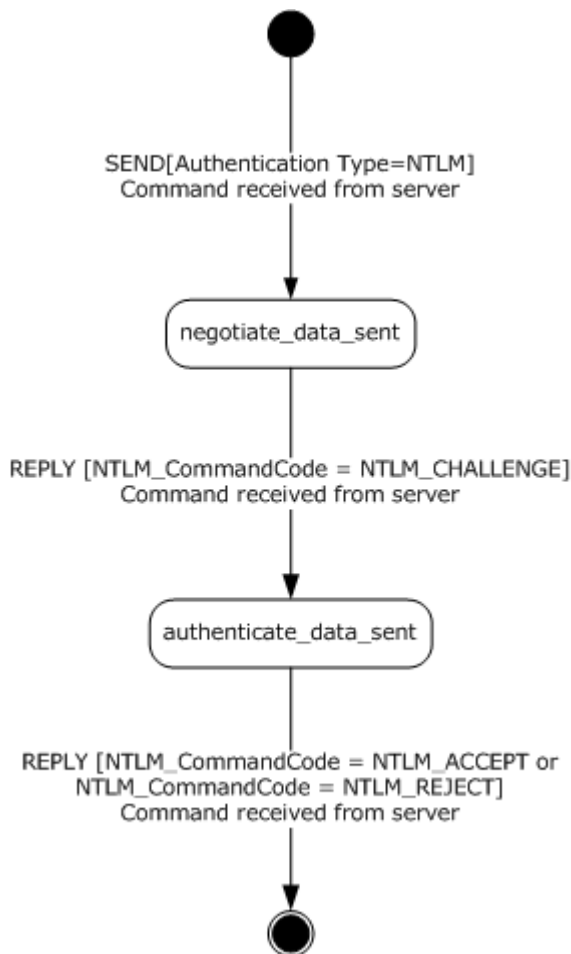 SEND[Authentication Type=NTLM]
Command received from server
negotiate_data_sent
REPLY [NTLM_CommandCode = NTLM_CHALLENGE]
Command received from server
authenticate_data_sent
REPLY [NTLM_CommandCode = NTLM_ACCEPT or
NTLM_CommandCode = NTLM_REJECT]
Command received from server